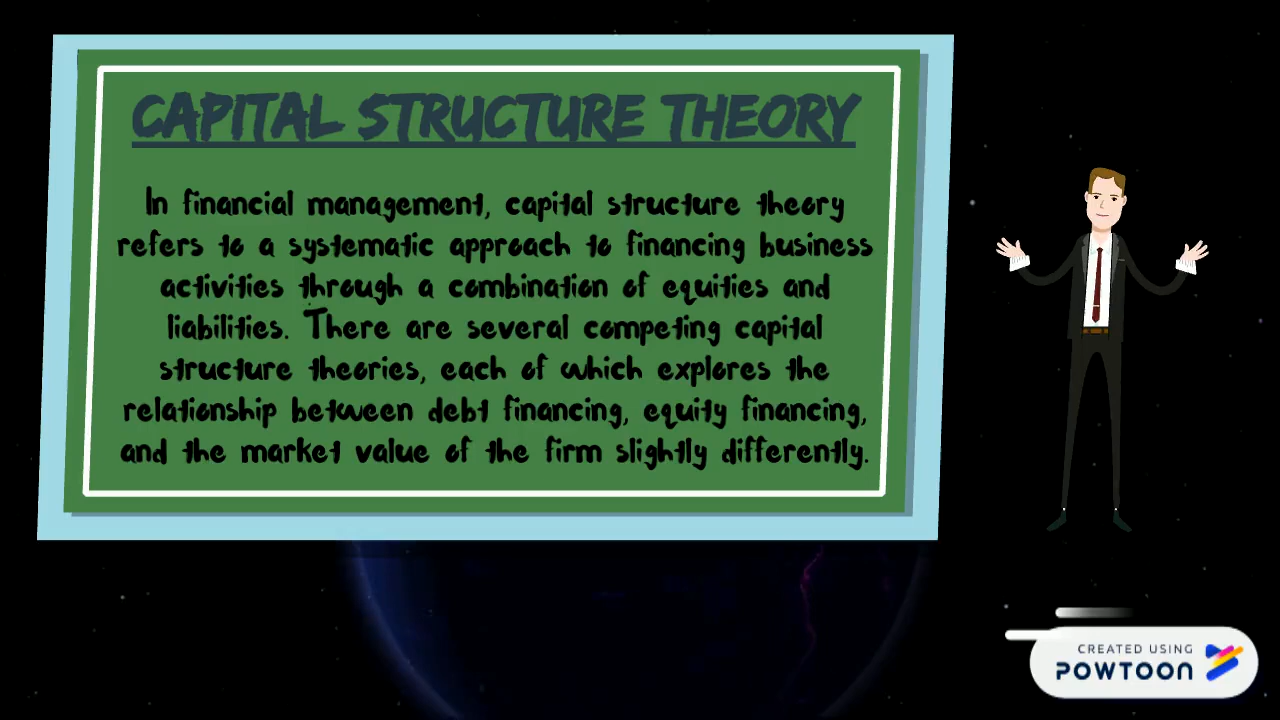 CAPITAL STRUCTURE THEORY
In financial management, capital structure theory
refers to a systematic approach to financing business
activities through a combination of equities and
liabilities. There are several competing capital
structure theories, each of which explores the
relationship between debt financing, equity financing,
and the market value of the firm slightly differently.
CREATED USING
POWTOON